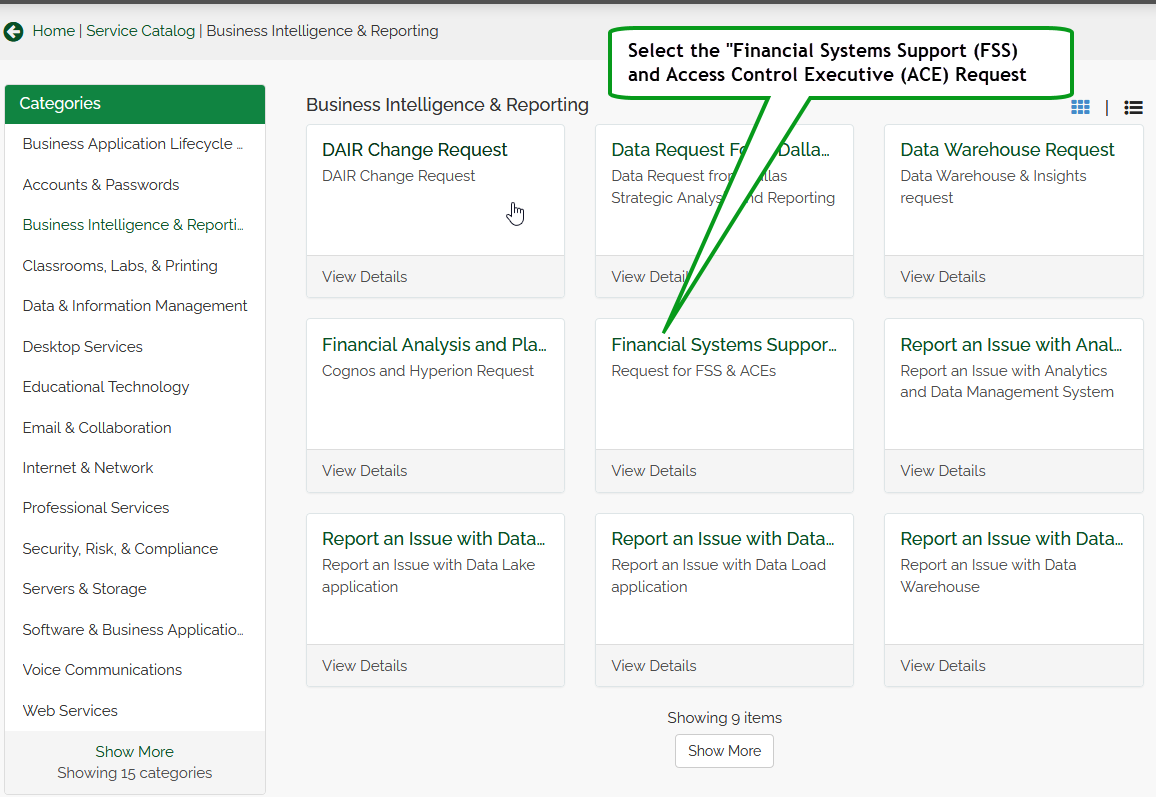 Home | Service Catalog | Business Intelligence & Reporting
Select the "Financial Systems Support (FSS)
and Access Control Executive (ACE) Request
Categories
Business Application Lifecycle ...
Accounts & Passwords
Business Intelligence & Reporti...
Classrooms, Labs, & Printing
Data & Information Management
Desktop Services
Educational Technology
Email & Collaboration
Internet & Network
Professional Services
Security, Risk, & Compliance
Servers & Storage
Software & Business Applicatio...
Voice Communications
Web Services
Show More
Showing 15 categories
Business Intelligence & Reporting
DAIR Change Request
DAIR Change Request
View Details
Data Request Dalla...
Data Request from
Strategic Analys nd Reporting
View Details
Data Warehouse Request
Data Warehouse & Insights
request
View Details
Financial Analysis and Pla...
Cognos and Hyperion Request
View Details
Financial Systems Suppor...
Request for FSS & ACEs
View Details
Report an Issue with Anal...
Report an Issue with Analytics
and Data Management System
View Details
Report an Issue with Data...
Report an Issue with Data Lake
application
View Details
Report an Issue with Data...
Report an Issue with Data Load
application
View Details
Report an Issue with Data...
Report an Issue with Data
Warehouse
View Details
Showing 9 items
Show More